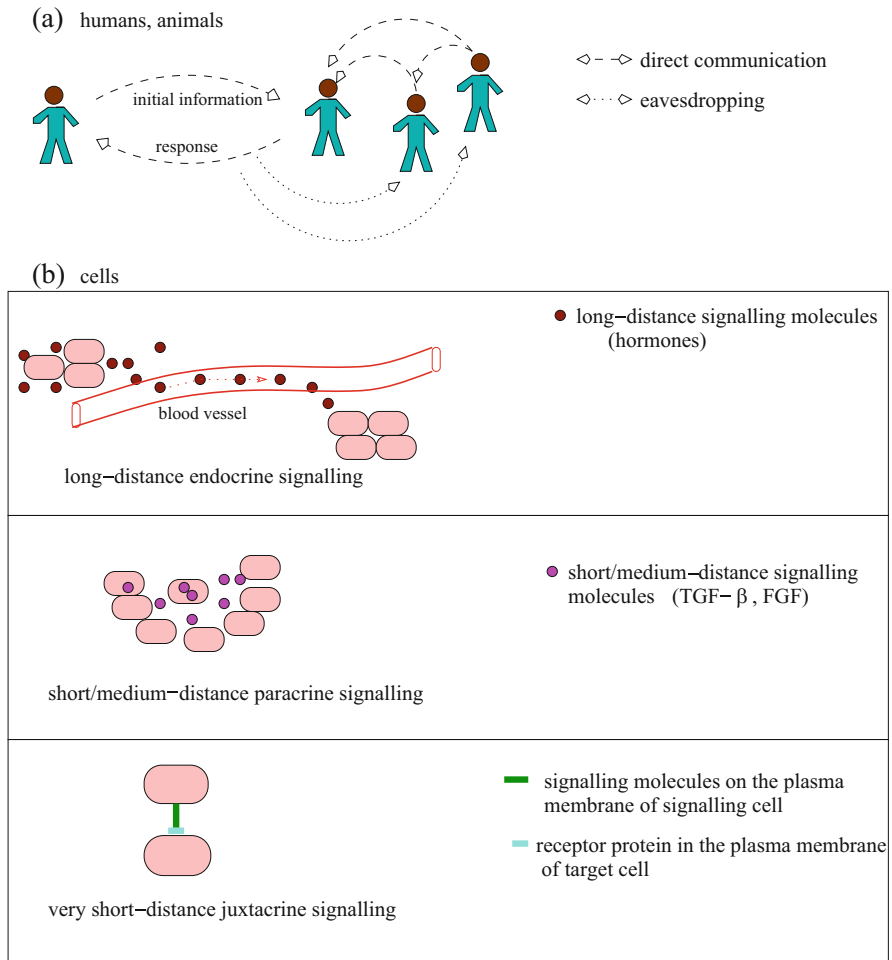 (a) humans, animals
initial information
response
direct communication
eavesdropping
(b) cells
blood vessel
long−distance endocrine signalling
long−distance signalling molecules
(hormones)
short/medium−distance paracrine signalling
short/medium−distance signalling
molecules (TGF− β , FGF)
very short−distance juxtacrine signalling
signalling molecules on the plasma
membrane of signalling cell
receptor protein in the plasma membrane
of target cell